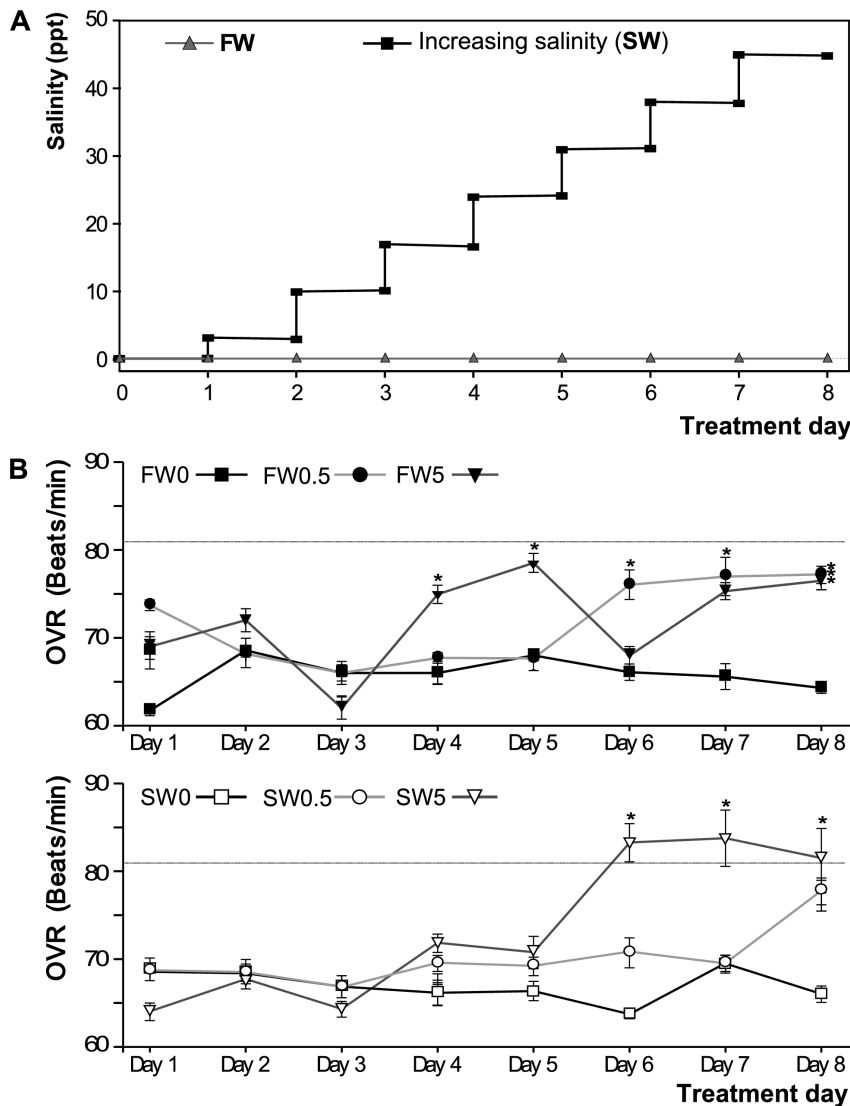 A
Salinity (ppt)
50
40
30
20
10
0
FW
Increasing salinity (SW)
0 1 2 3 4 5 6 7 8
Treatment day
B
OVR (Beats/min)
90
80
70
60
FW0 FW0.5 FW5
* * * * * * *
Day 1 Day 2 Day 3 Day 4 Day 5 Day 6 Day 7 Day 8
OVR (Beats/min)
90
80
70
60
SW0 SW0.5 SW5
* * *
Day 1 Day 2 Day 3 Day 4 Day 5 Day 6 Day 7 Day 8
Treatment day